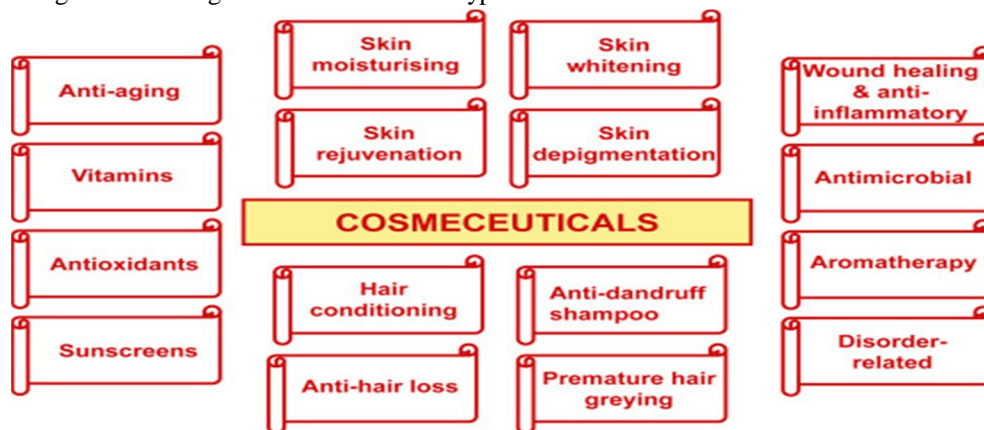 Anti-aging
Vitamins
Antioxidants
Sunscreens
Skin
moisturising
Skin
whitening
Skin
rejuvenation
Skin
depigmentation
COSMECEUTICALS
Hair
conditioning
Anti-dandruff
shampoo
Anti-hair loss
Premature hair
greying
Wound healing
& anti-
inflammatory
Antimicrobial
Aromatherapy
Disorder-
related